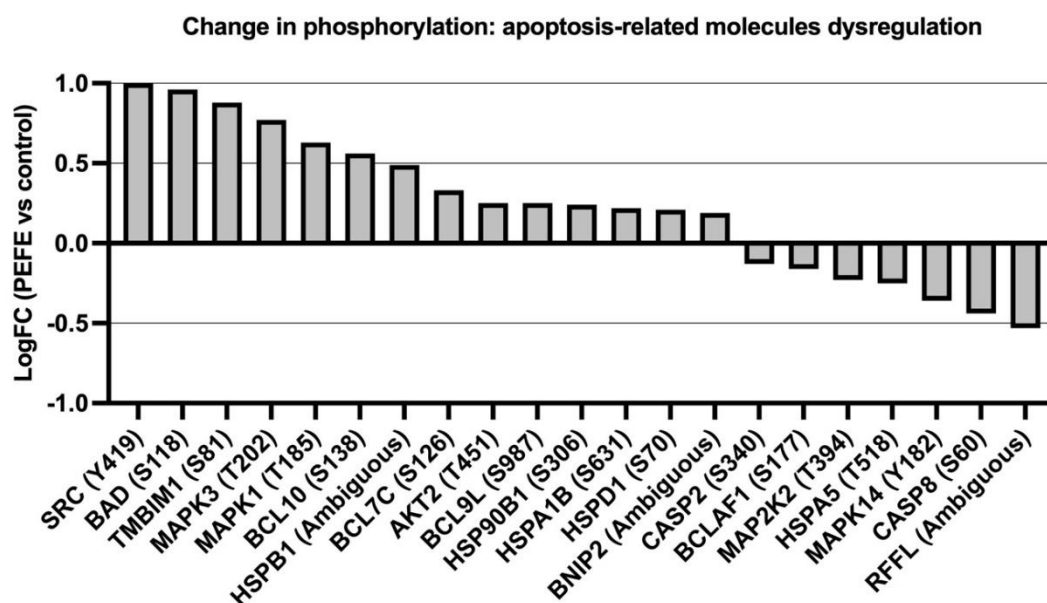 Change in phosphorylation: apoptosis-related molecules dysregulation
LogFC (PEFE vs control)
1.0
0.5
0.0
-0.5
-1.0
SRC (Y419)
BAD (S118)
TMBIM1 (S81)
MAPK3 (T202)
MAPK1 (T185)
BCL10 (S138)
HSPB1 (Ambiguous)
BCL7C (S126)
AKT2 (T451)
BCL9L (S987)
HSP90B1 (S306)
HSPA1B (S631)
HSPD1 (S70)
BNIP2 (Ambiguous)
CASP2 (S340)
BCLAF1 (S177)
MAP2K2 (T394)
HSPA5 (T518)
MAPK14 (Y182)
CASP8 (S60)
RFFL (Ambiguous)